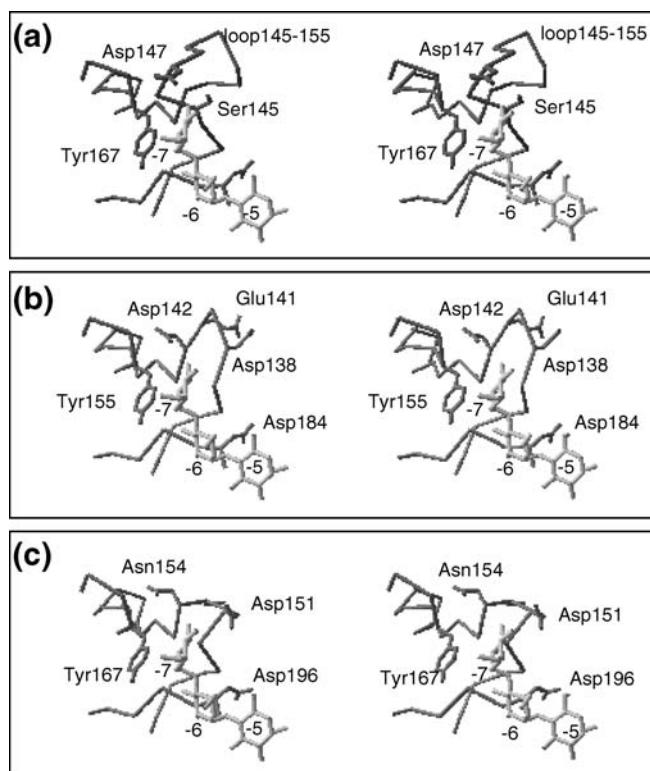 (a)
Asp147
loop145-155
Ser145
Tyr167
-7
-6
-5
Asp147
loop145-155
Ser145
Tyr167
-7
-6
-5
(b)
Asp142
Glu141
Asp138
Tyr155
-7
Asp184
-6
-5
Asp142
Glu141
Asp138
Tyr155
-7
Asp184
-6
-5
(c)
Asn154
Asp151
Tyr167
-7
Asp196
-6
-5
Asn154
Asp151
Tyr167
-7
Asp196
-6
-5